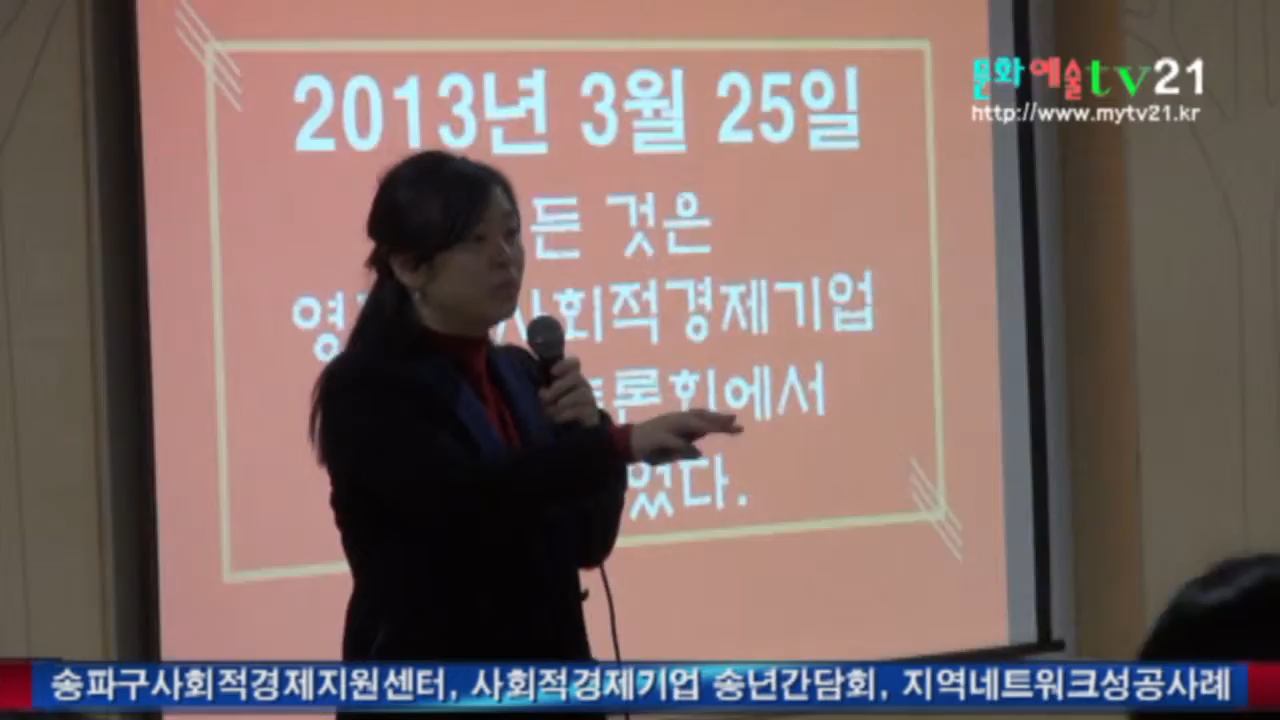 문화예술tv21
http://www.mytv21.kr
2013년 3월 25일
든 것은
사회적경제기업
토론회에서
었다.
송파구사회적경제지원센터, 사회적경제기업 송년간담회, 지역네트워크성공사례